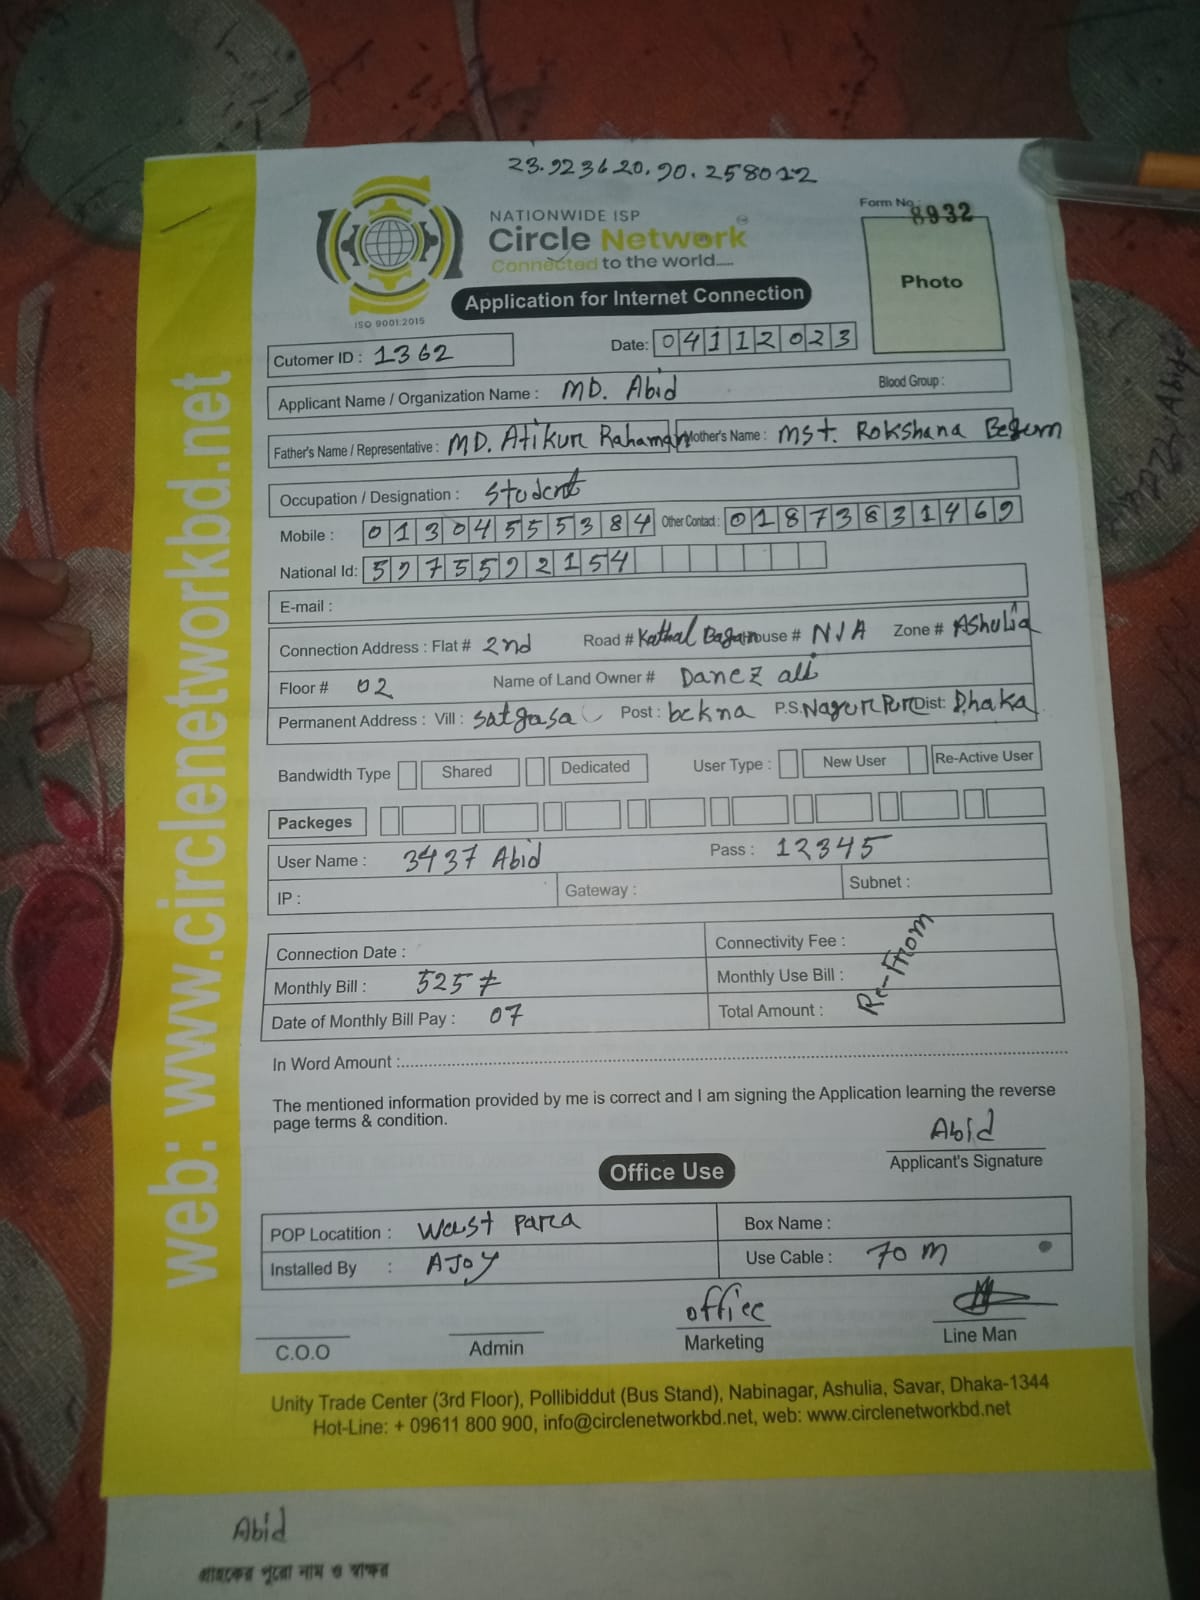 23.923620,90.258012
Form No. 8932
NATIONWIDE ISP
Circle Network
Connected to the world.....
Photo
ISO 9001:2015
Application for Internet Connection
Cutomer ID : 1362
Date: 04112023
Applicant Name / Organization Name : MD. Abid Blood Group :
Father's Name / Representative : MD. Atikur Rahaman Mother's Name : Mst. Rokshana Begum
Occupation / Designation : Student
Mobile : 01304555384 Other Contact : 01873831469
National Id: 5975592154
E-mail :
Connection Address : Flat # 2nd Road # Kathal Bagan House # N/A Zone # Ashulia
Floor # 02 Name of Land Owner # Danez ali
Permanent Address : Vill : Satgasa Post : bekna P.S. Nagurpur Dist: Dhaka
Bandwidth Type Shared Dedicated User Type : New User Re-Active User
Packeges
User Name : 3437 Abid Pass : 12345
IP : Gateway : Subnet :
Connection Date : Connectivity Fee :
Monthly Bill : 525/= Monthly Use Bill :
Date of Monthly Bill Pay : 07 Total Amount :
Re-From
In Word Amount :
The mentioned information provided by me is correct and I am signing the Application learning the reverse
page terms & condition.
Abid
Applicant's Signature
Office Use
POP Locatition : West para Box Name :
Installed By : AJoy Use Cable : 70 m
office
C.O.O Admin Marketing Line Man
Unity Trade Center (3rd Floor), Pollibiddut (Bus Stand), Nabinagar, Ashulia, Savar, Dhaka-1344
Hot-Line: + 09611 800 900, info@circlenetworkbd.net, web: www.circlenetworkbd.net
web: www.circlenetworkbd.net
Abid
গ্রাহকের পুরো নাম ও স্বাক্ষর